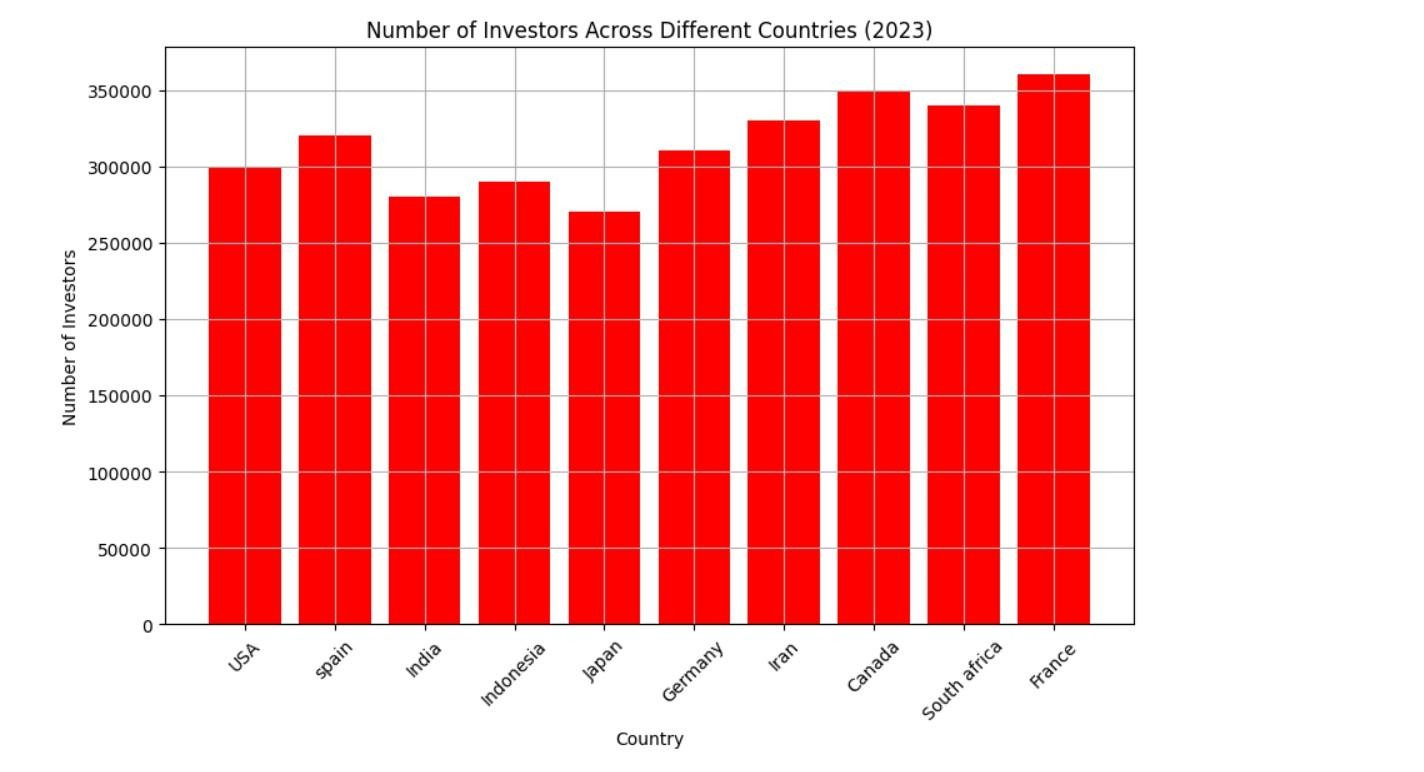 Number of Investors Across Different Countries (2023)
Number of Investors
350000
300000
250000
200000
150000
100000
50000
0
USA
spain
India
Indonesia
Japan
Germany
Iran
Canada
South africa
France
Country